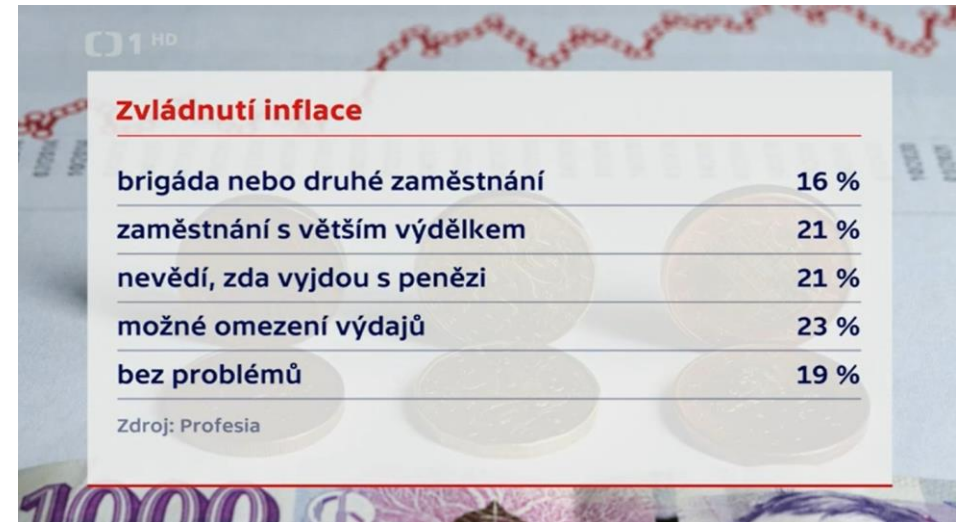 1 HD
Zvládnutí inflace
brigáda nebo druhé zaměstnání 16 %
zaměstnání s větším výdělkem 21 %
nevědí, zda vyjdou s penězi 21 %
možné omezení výdajů 23 %
bez problémů 19 %
Zdroj: Profesia
1000